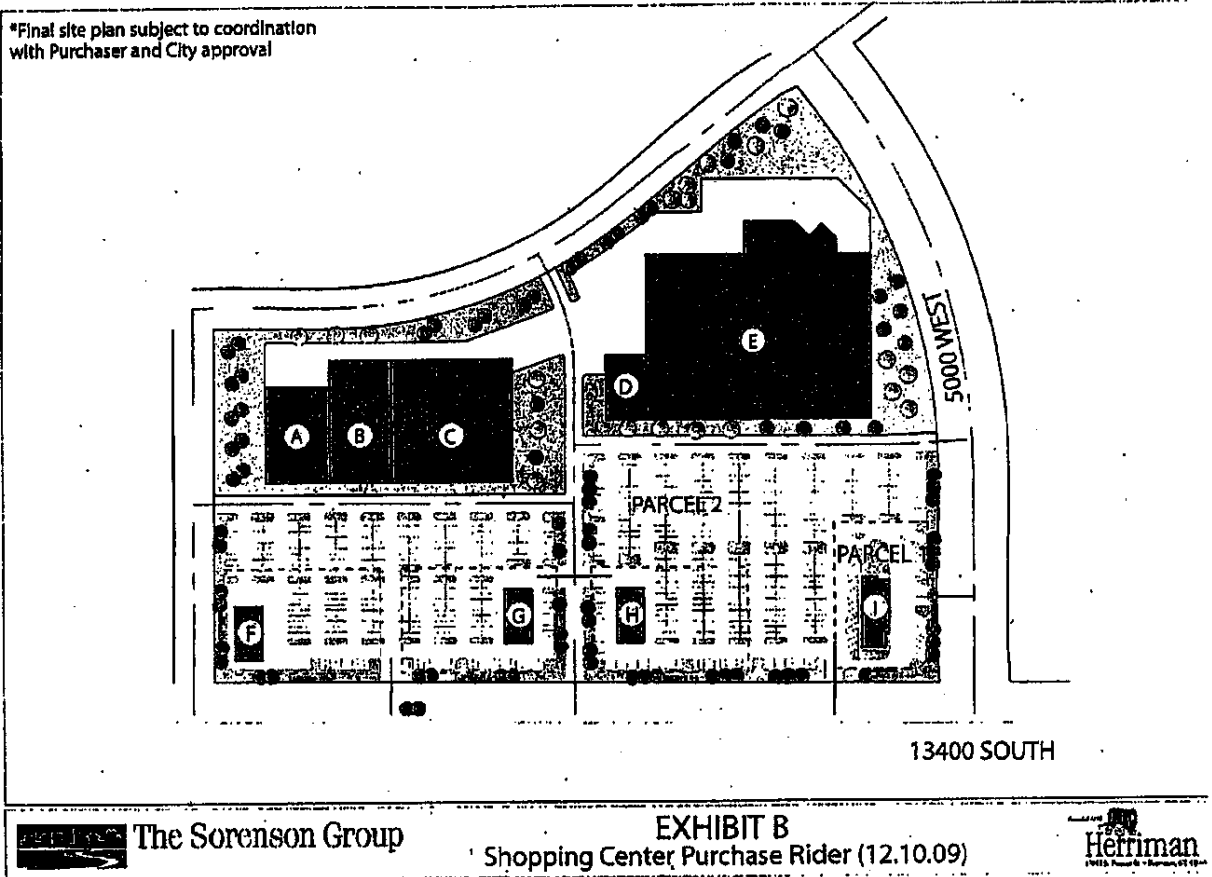 *Final site plan subject to coordination
with Purchaser and City approval
E
D
5000 WEST
A
B
C
PARCEL 2
PARCEL 1
F
G
H
I
13400 SOUTH
The Sorenson Group
EXHIBIT B
Shopping Center Purchase Rider (12.10.09)
Herriman